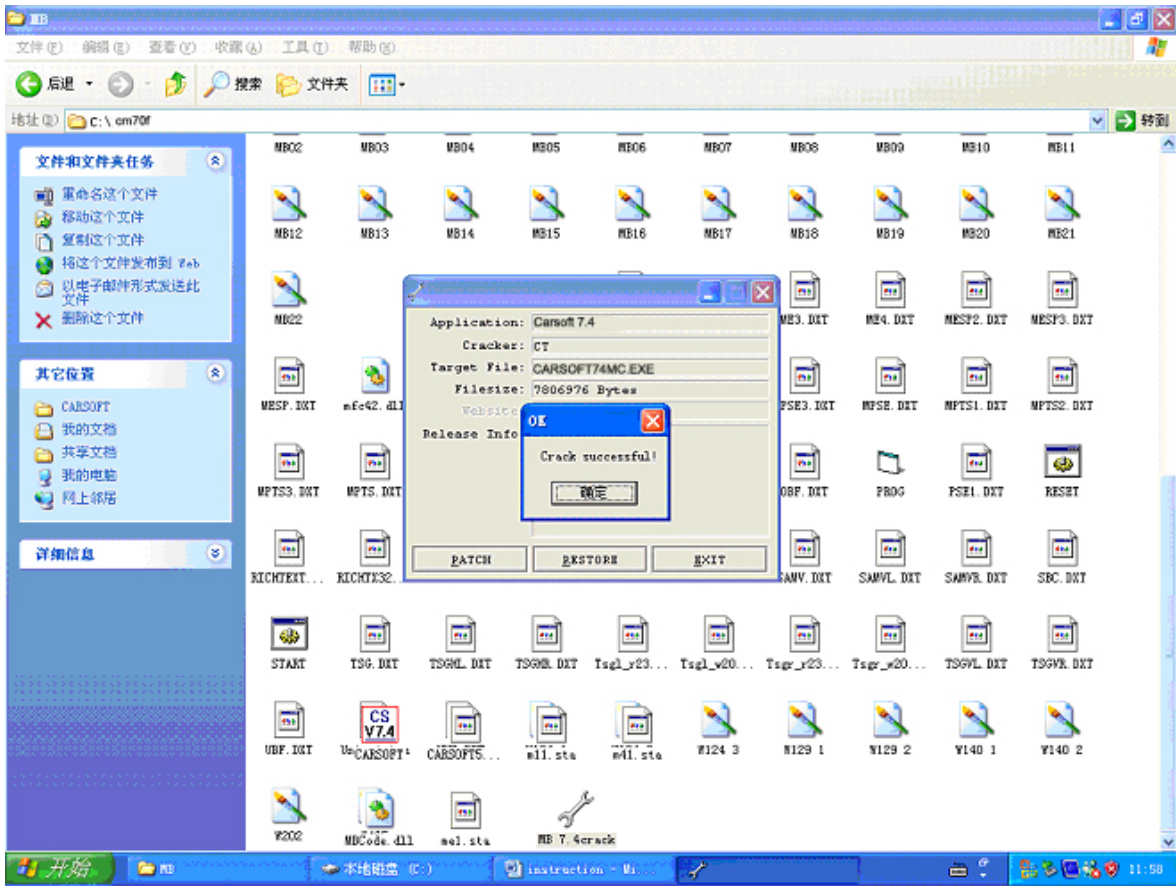 MB
文件(F) 编辑(E) 查看(V) 收藏(A) 工具(T) 帮助(H)
后退 搜索 文件夹
地址(D) C:\ cm70f 转到
文件和文件夹任务
重命名这个文件
移动这个文件
复制这个文件
将这个文件发布到 Web
以电子邮件形式发送此
文件
删除这个文件
其它位置
CARSOFT
我的文档
共享文档
我的电脑
网上邻居
详细信息
MB02 MB03 MB04 MB05 MB06 MB07 MB08 MB09 MB10 MB11
MB12 MB13 MB14 MB15 MB16 MB17 MB18 MB19 MB20 MB21
MB22 ME3.DXT ME4.DXT MESF2.DXT MESF3.DXT
MESF.DXT mfc42.dll PSE3.DXT MPSE.DXT MPTS1.DXT MPTS2.DXT
MPTS3.DXT MPTS.DXT OBF.DXT PROG PSE1.DXT RESET
RICHTEXT... RICHTX32... SAMV.DXT SAMVL.DXT SAMVR.DXT SBC.DXT
START TSG.DXT TSGHL.DXT TSGHR.DXT Tsgl_r23... Tsgl_w20... Tsgr_r23... Tsgr_w20... TSGVL.DXT TSGVR.DXT
CS
V7.4
UBF.DXT CARSOFT CARSOFT5... m11.sta m41.sta W124 3 W129 1 W129 2 W140 1 W140 2
W202 MBCode.dll me1.sta MB 7.4crack
Application: Carsoft 7.4
Cracker: CT
Target File: CARSOFT74MC.EXE
Filesize: 7806976 Bytes
Website
Release Info
PATCH RESTORE EXIT
OK
Crack successful!
确定
开始 MB 本地磁盘 (C:) instruction - Mi... 11:58